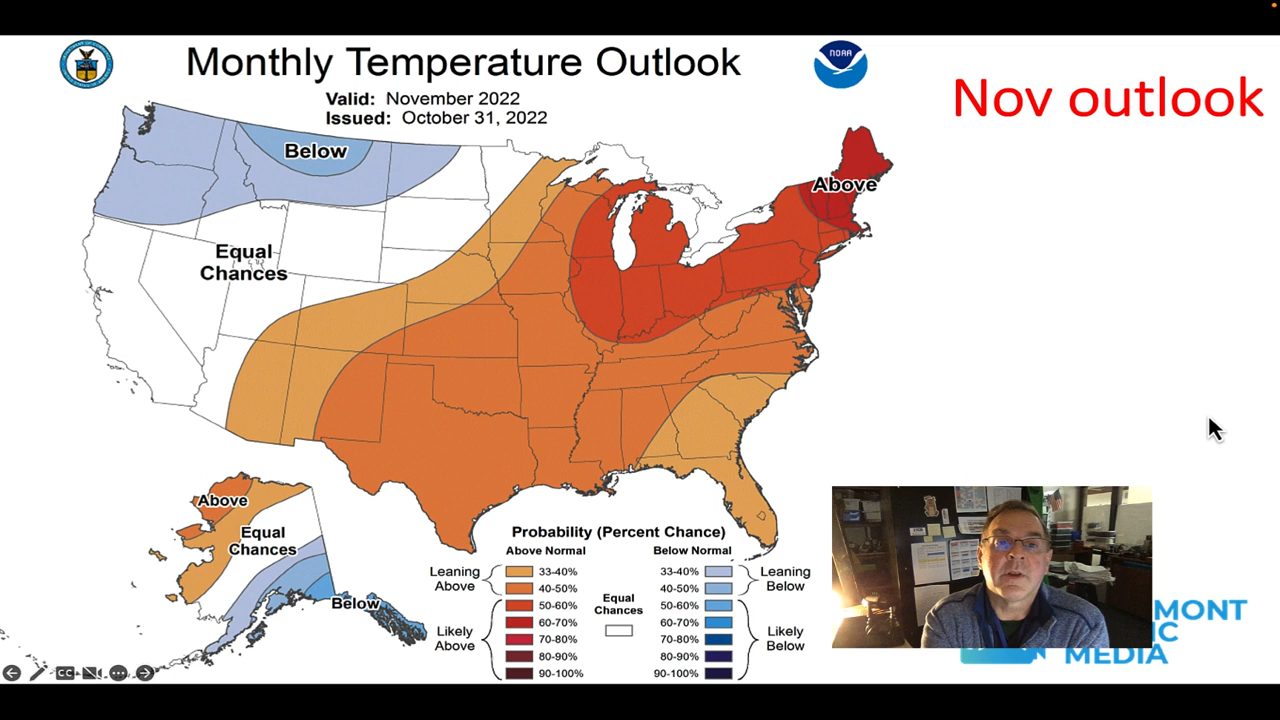 Monthly Temperature Outlook
NOAA
Nov outlook
Valid: November 2022
Issued: October 31, 2022
Below
Above
Equal
Chances
Above
Equal
Chances
Below
Probability (Percent Chance)
Above Normal
Below Normal
Leaning
Above
33-40%
40-50%
50-60%
60-70%
70-80%
80-90%
90-100%
Likely
Above
Equal
Chances
33-40%
40-50%
50-60%
60-70%
70-80%
80-90%
90-100%
Leaning
Below
Likely
Below
MONT
IC
MEDIA
CC